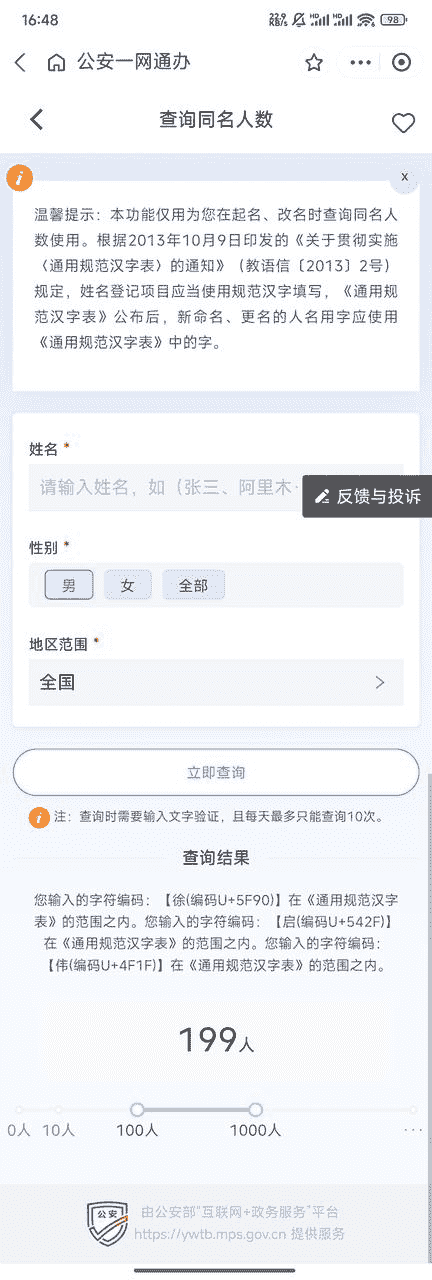 16:48
98
公安一网通办
查询同名人数
x
温馨提示：本功能仅用为您在起名、改名时查询同名人
数使用。根据2013年10月9日印发的《关于贯彻实施
〈通用规范汉字表〉的通知》（教语信〔2013〕2号）
规定，姓名登记项目应当使用规范汉字填写，《通用规
范汉字表》公布后，新命名、更名的人名用字应使用
《通用规范汉字表》中的字。
姓名 *
请输入姓名，如（张三、阿里木·
反馈与投诉
性别 *
男 女 全部
地区范围 *
全国
立即查询
注：查询时需要输入文字验证，且每天最多只能查询10次。
查询结果
您输入的字符编码：【徐(编码U+5F90)】在《通用规范汉字
表》的范围之内。您输入的字符编码：【启(编码U+542F)】
在《通用规范汉字表》的范围之内。您输入的字符编码：
【伟(编码U+4F1F)】在《通用规范汉字表》的范围之内。
199人
0人 10人 100人 1000人 ···
公安
由公安部“互联网+政务服务”平台
https://ywtb.mps.gov.cn 提供服务